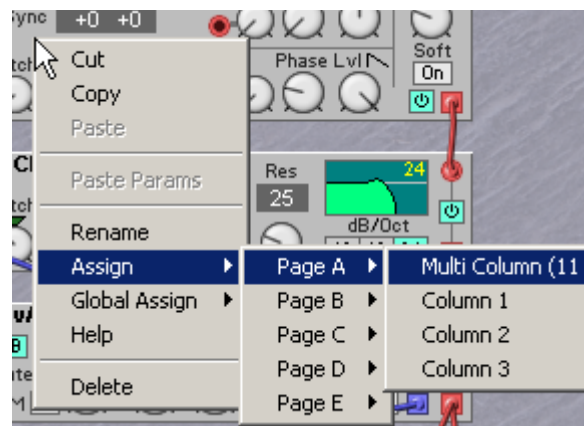 Sync +0 +0
Phase Lvl
Soft
On
Cut
Copy
Paste
Paste Params
Rename
Assign
Global Assign
Help
Delete
Res
25
24
dB/Oct
Page A
Page B
Page C
Page D
Page E
Multi Column (11
Column 1
Column 2
Column 3